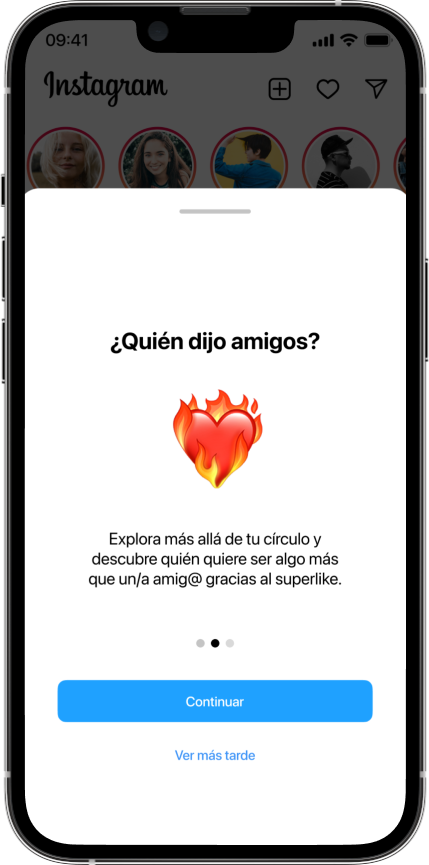 09:41
Instagram
¿Quién dijo amigos?
Explora más allá de tu círculo y
descubre quién quiere ser algo más
que un/a amig@ gracias al superlike.
Continuar
Ver más tarde